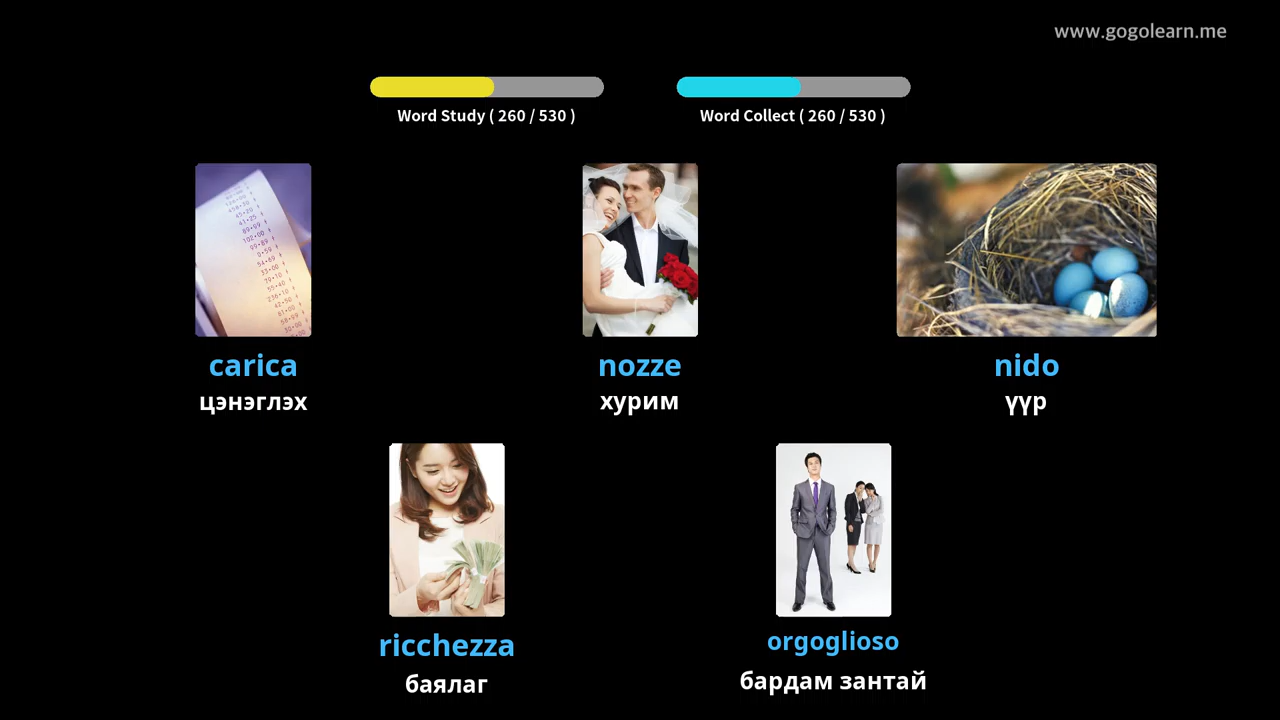 www.gogolearn.me
Word Study ( 260 / 530 )
Word Collect ( 260 / 530 )
carica
цэнэглэх
nozze
хурим
nido
үүр
ricchezza
баялаг
orgoglioso
бардам зантай